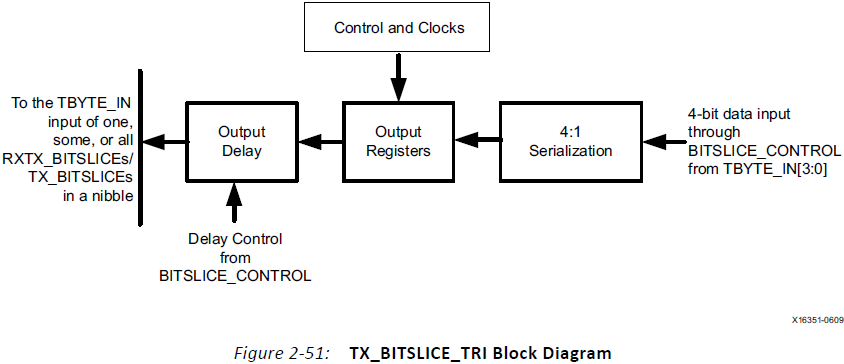 Control and Clocks
To the TBYTE_IN
input of one,
some, or all
RXTX_BITSLICEs/
TX_BITSLICEs
in a nibble
Output
Delay
Output
Registers
4:1
Serialization
4-bit data input
through
BITSLICE_CONTROL
from TBYTE_IN[3:0]
Delay Control
from
BITSLICE_CONTROL
X16351-0609
Figure 2-51: TX_BITSLICE_TRI Block Diagram